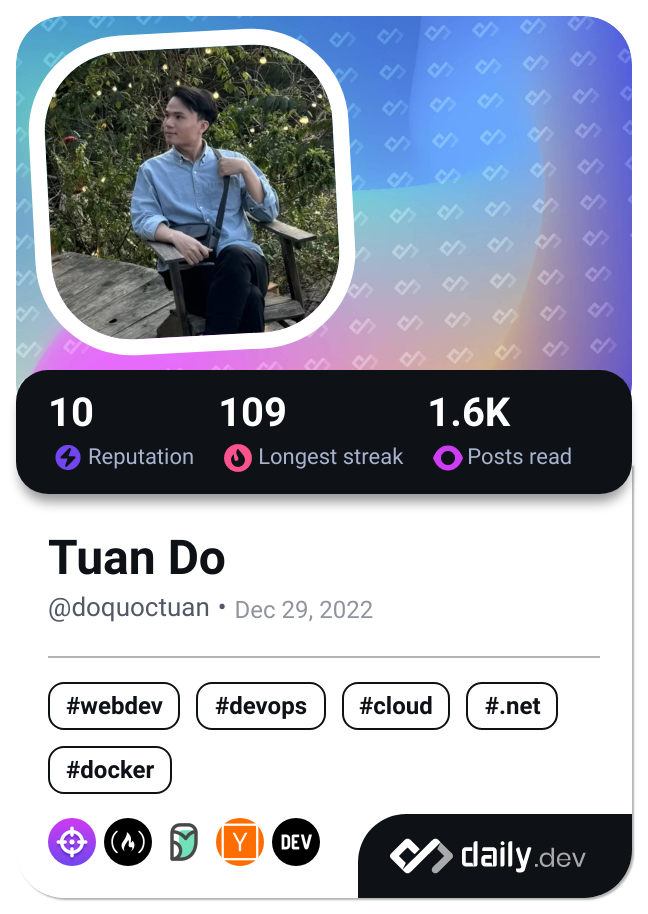 10 109 1.6K
Reputation Longest streak Posts read
Tuan Do
@doquoctuan • Dec 29, 2022
#webdev #devops #cloud #.net
#docker
Y DEV
daily.dev